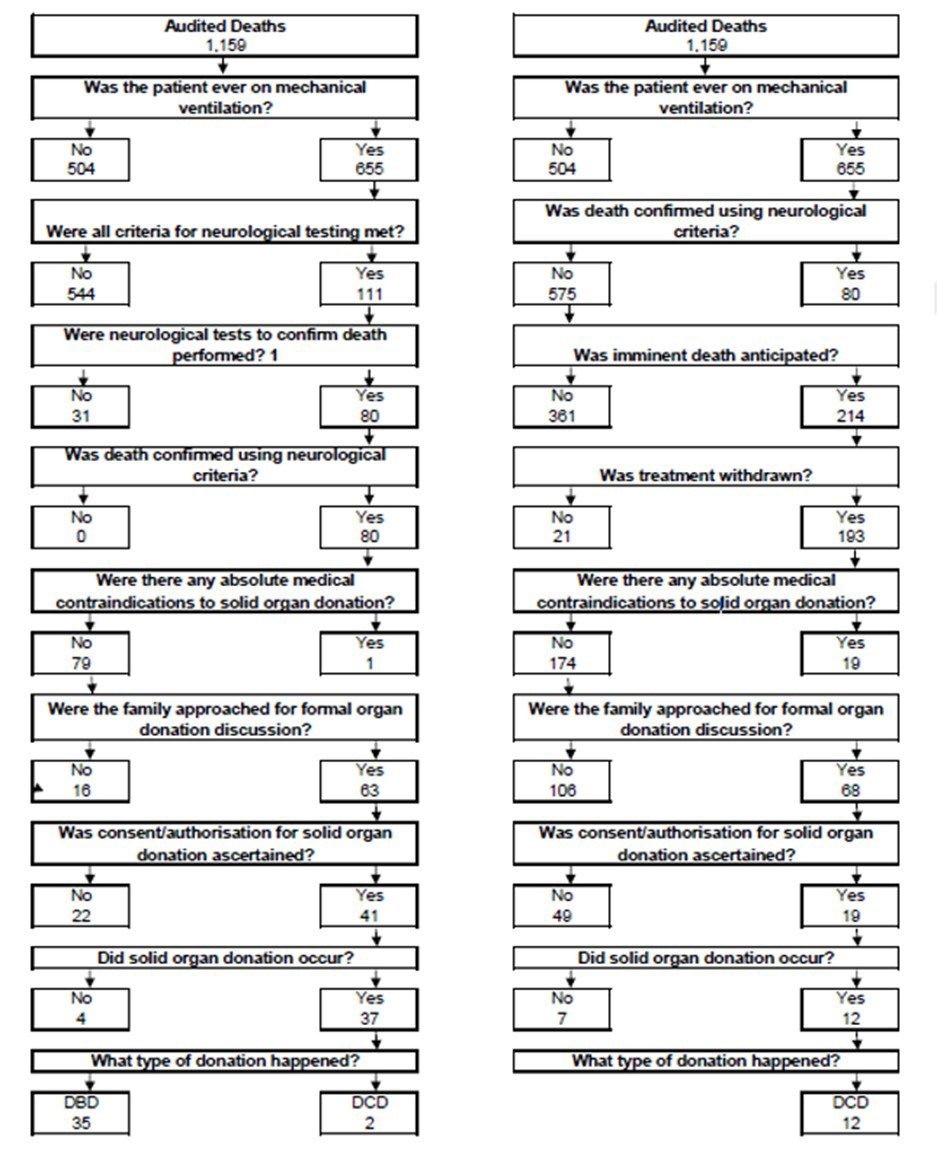 Audited Deaths
1,159
Was the patient ever on mechanical
ventilation?
No
504
Yes
655
Were all criteria for neurological testing met?
No
544
Yes
111
Were neurological tests to confirm death
performed? 1
No
31
Yes
80
Was death confirmed using neurological
criteria?
No
0
Yes
80
Were there any absolute medical
contraindications to solid organ donation?
No
79
Yes
1
Were the family approached for formal organ
donation discussion?
No
16
Yes
63
Was consent/authorisation for solid organ
donation ascertained?
No
22
Yes
41
Did solid organ donation occur?
No
4
Yes
37
What type of donation happened?
DBD
35
DCD
2
Audited Deaths
1,159
Was the patient ever on mechanical
ventilation?
No
504
Yes
655
Was death confirmed using neurological
criteria?
No
575
Yes
80
Was imminent death anticipated?
No
361
Yes
214
Was treatment withdrawn?
No
21
Yes
193
Were there any absolute medical
contraindications to solid organ donation?
No
174
Yes
19
Were the family approached for formal organ
donation discussion?
No
106
Yes
68
Was consent/authorisation for solid organ
donation ascertained?
No
49
Yes
19
Did solid organ donation occur?
No
7
Yes
12
What type of donation happened?
DCD
12